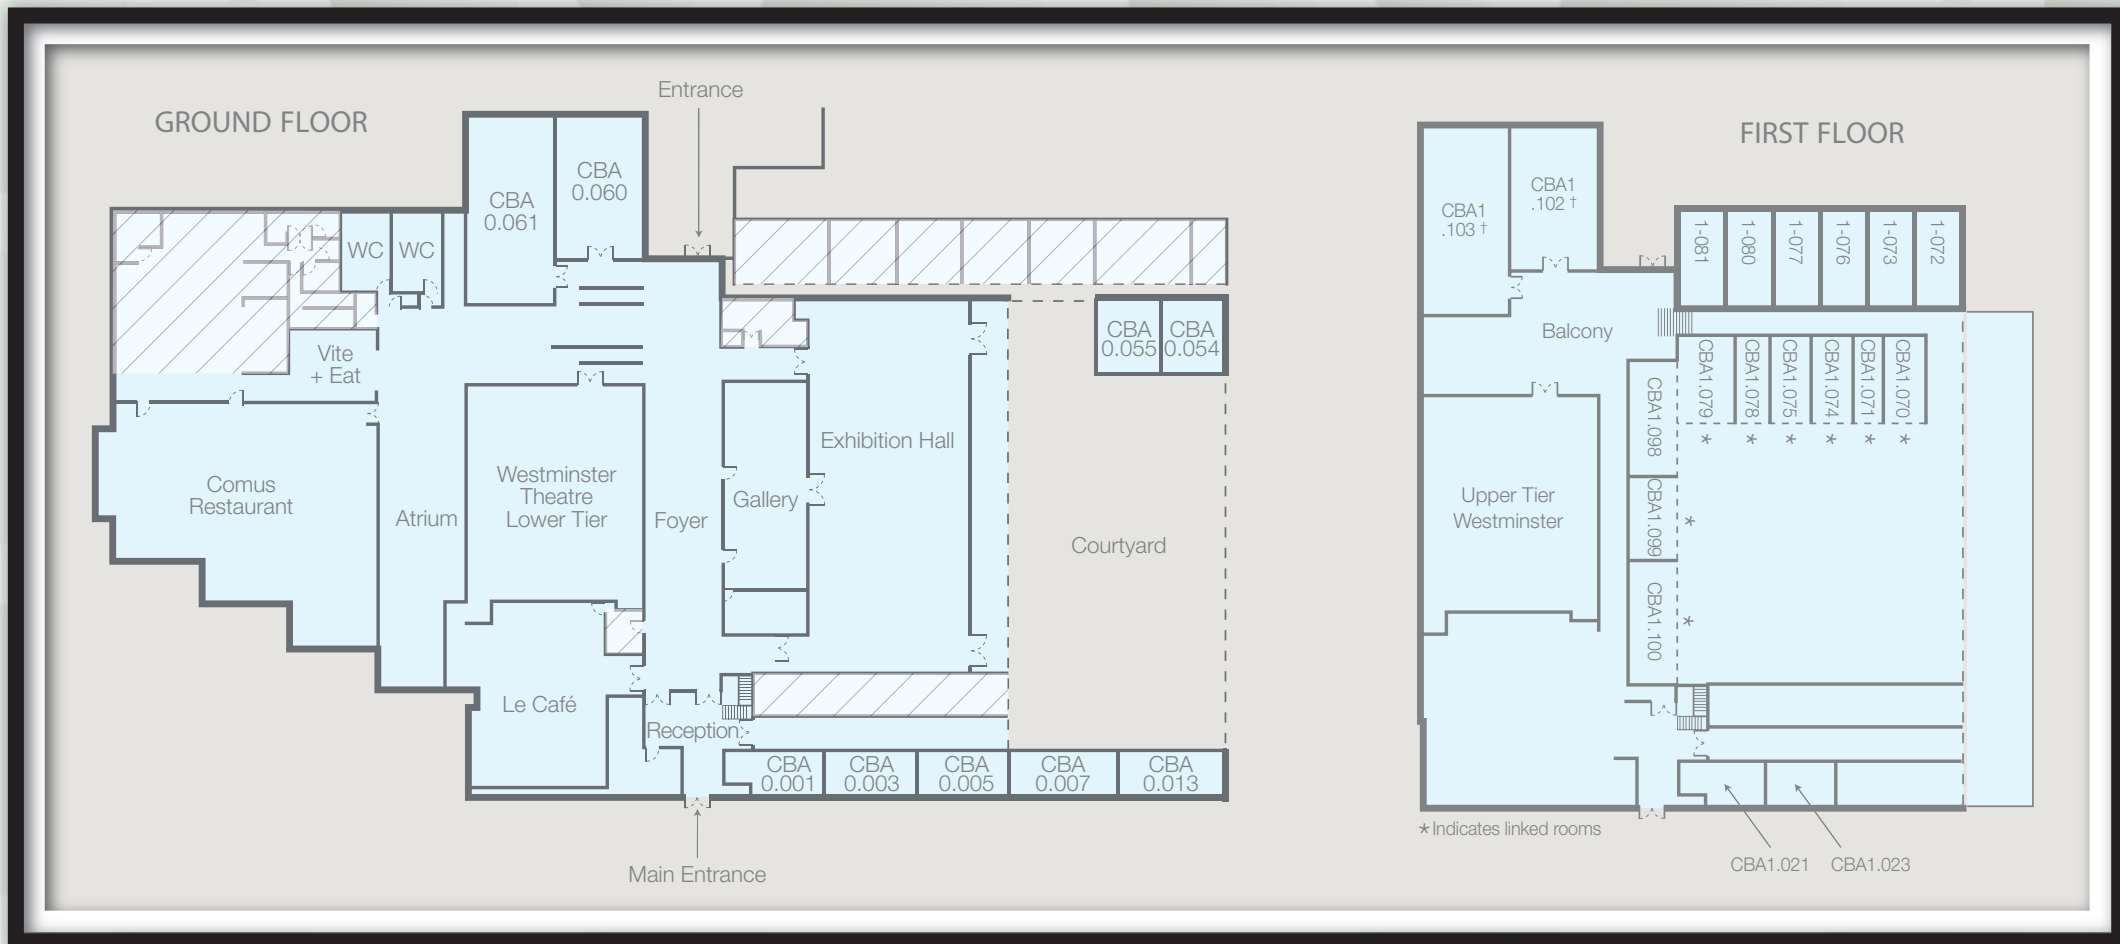 GROUND FLOOR
Entrance
CBA
0.061
CBA
0.060
WC
WC
Vite
+ Eat
Comus
Restaurant
Atrium
Westminster
Theatre
Lower Tier
Foyer
Gallery
Exhibition Hall
Courtyard
CBA
0.055
CBA
0.054
Le Café
Reception
CBA
0.001
CBA
0.003
CBA
0.005
CBA
0.007
CBA
0.013
Main Entrance
FIRST FLOOR
CBA1
.103 †
CBA1
.102 †
1-081
1-080
1-077
1-076
1-073
1-072
Balcony
CBA1.079
CBA1.078
CBA1.075
CBA1.074
CBA1.071
CBA1.070
*
*
*
*
*
*
CBA1.098
CBA1.099
*
CBA1.100
*
Upper Tier
Westminster
*Indicates linked rooms
CBA1.021
CBA1.023